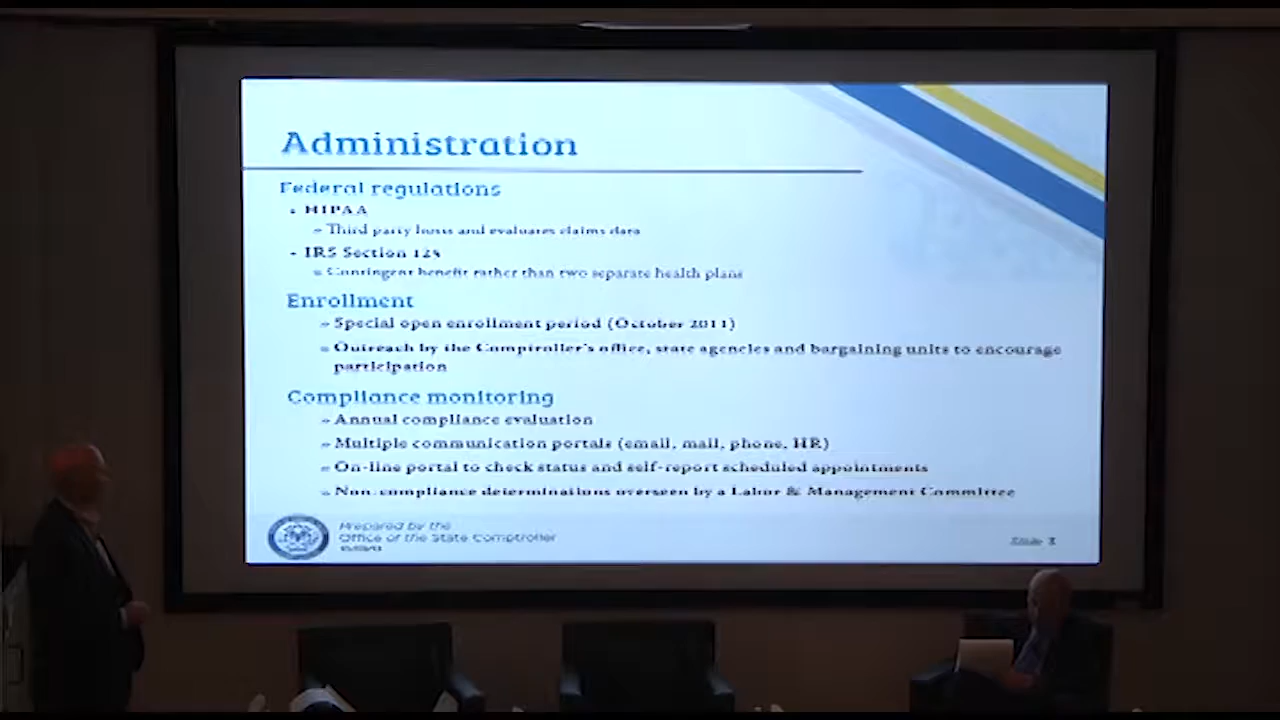 Administration
Federal regulations
HIPAA
» Third party hosts and evaluates claims data
- IRS Section 125
» Contingent benefit rather than two separate health plans
Enrollment
» Special open enrollment period (October 2011)
» Outreach by the Comptroller's office, state agencies and bargaining units to encourage
participation
Compliance monitoring
» Annual compliance evaluation
» Multiple communication portals (email, mail, phone, HR)
» On-line portal to check status and self-report scheduled appointments
» Non-compliance determinations overseen by a Labor & Management Committee
Prepared by the
Office of the State Comptroller
Slide